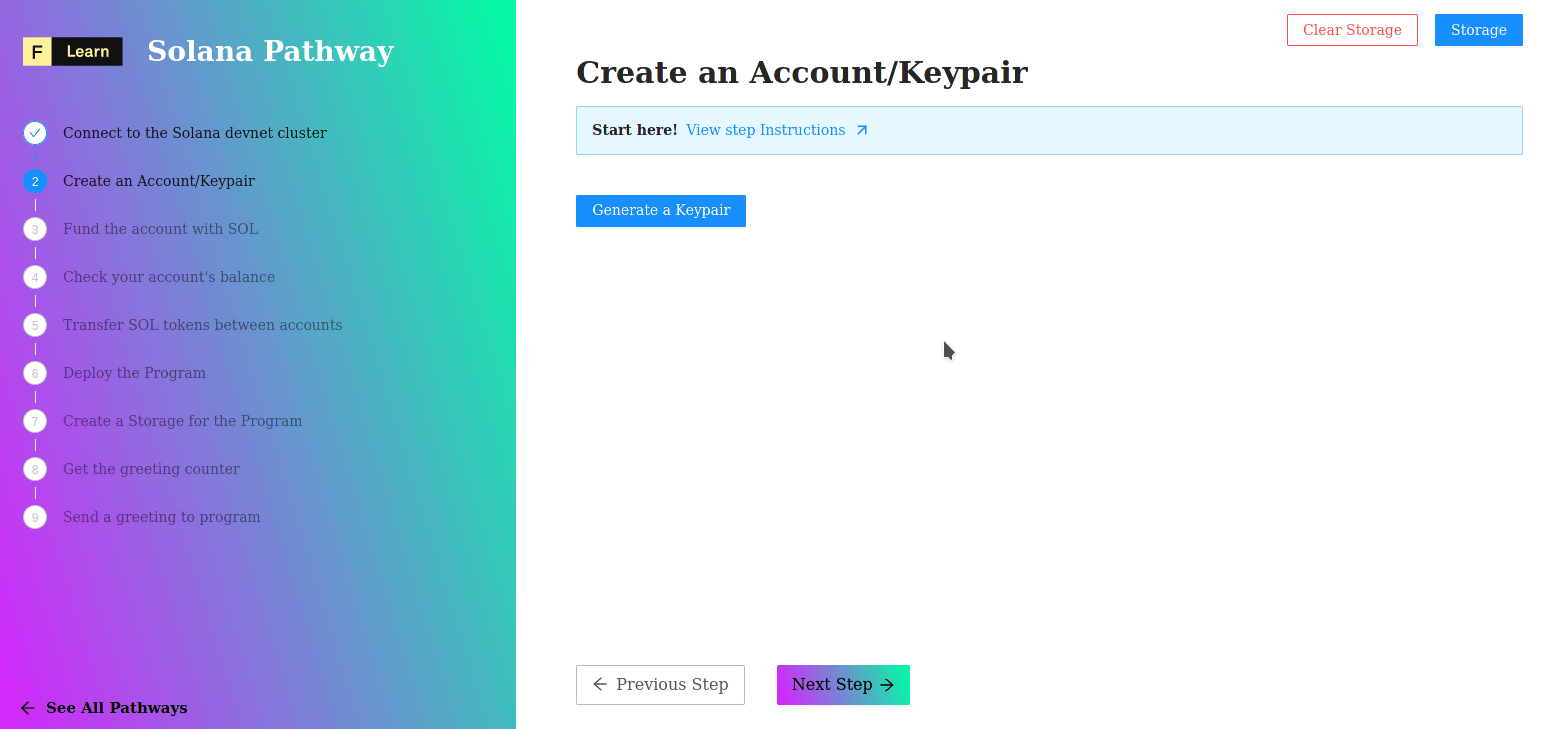 F Learn
Solana Pathway
Connect to the Solana devnet cluster
2 Create an Account/Keypair
3 Fund the account with SOL
4 Check your account's balance
5 Transfer SOL tokens between accounts
6 Deploy the Program
7 Create a Storage for the Program
8 Get the greeting counter
9 Send a greeting to program
See All Pathways
Clear Storage
Storage
Create an Account/Keypair
Start here! View step Instructions
Generate a Keypair
Previous Step
Next Step